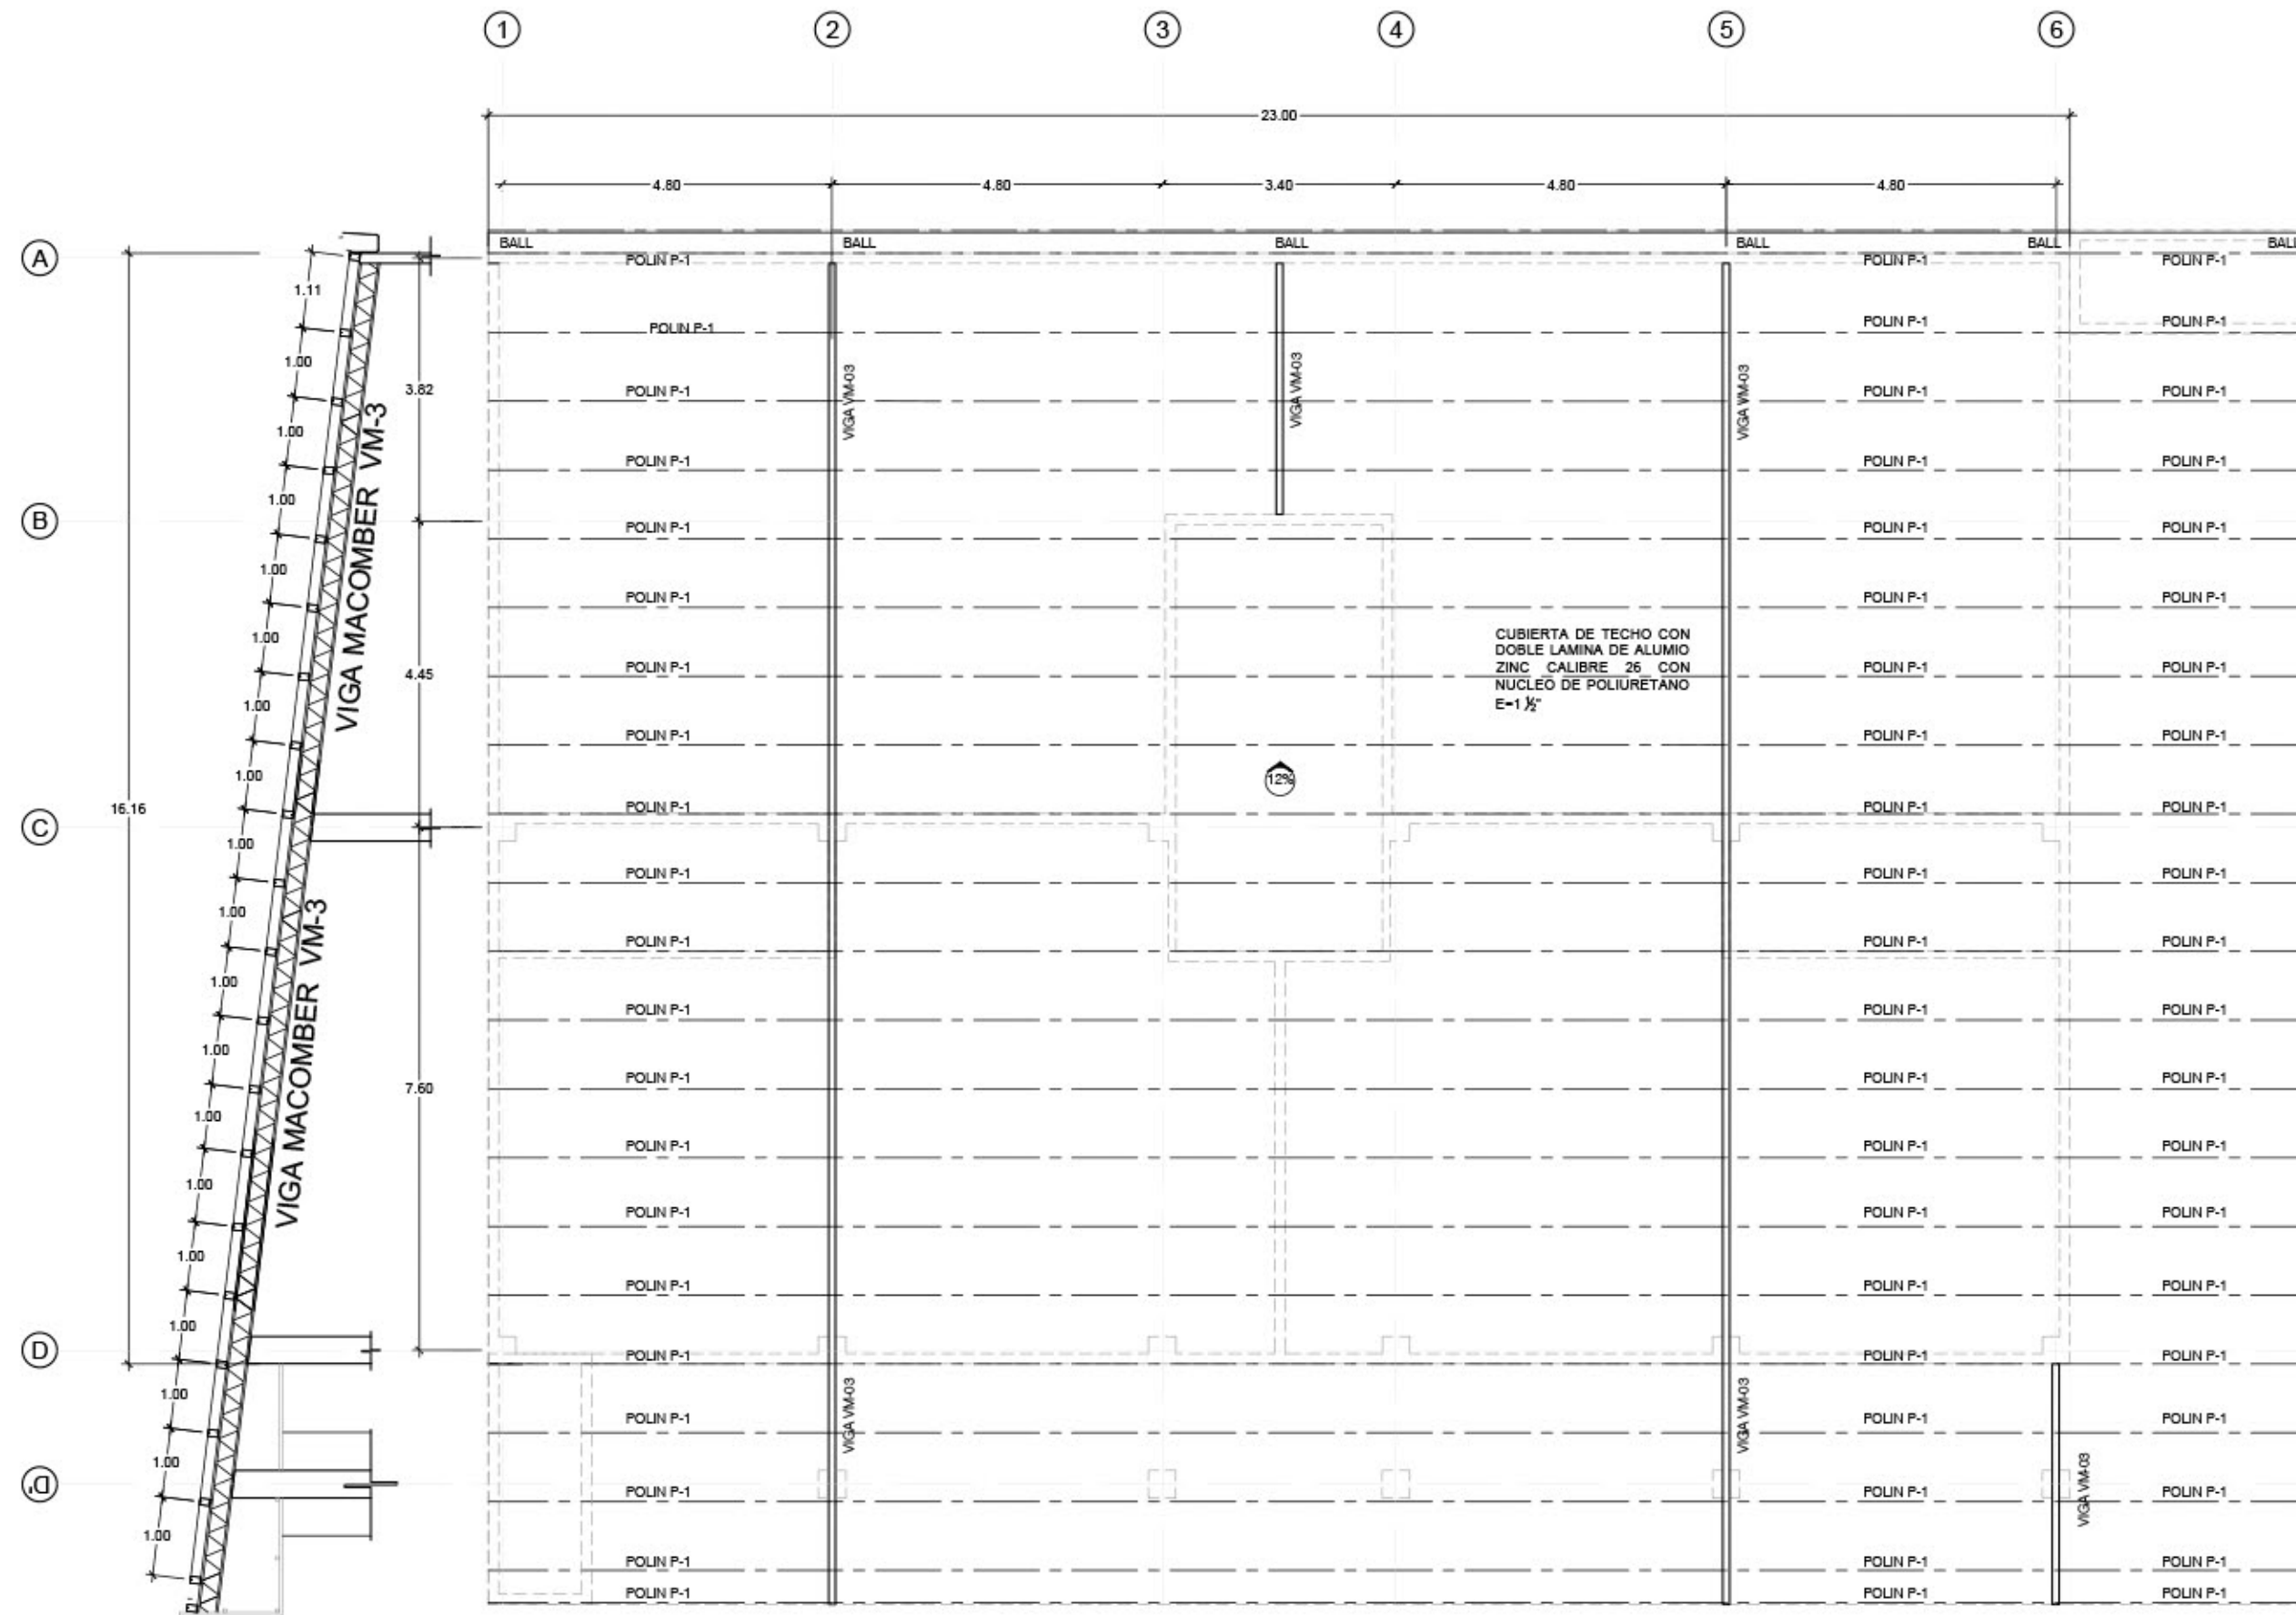 1 2 3 4 5 6
23.00
4.80 4.80 3.40 4.80 4.80
BALL BALL BALL BALL BALL BALL
A
POLIN P-1 POLIN P-1 POLIN P-1
1.11
POLIN P-1 POLIN P-1 POLIN P-1
1.00
3.82
POLIN P-1 POLIN P-1 POLIN P-1
VIGA VM-03
VIGA VM-03
VIGA VM-03
1.00
POLIN P-1 POLIN P-1 POLIN P-1
VIGA MACOMBER VM-3
1.00
B
POLIN P-1 POLIN P-1 POLIN P-1
1.00
POLIN P-1 POLIN P-1 POLIN P-1
1.00
CUBIERTA DE TECHO CON
DOBLE LAMINA DE ALUMIO
ZINC CALIBRE 26 CON
NUCLEO DE POLIURETANO
E=1 ½"
4.45
POLIN P-1 POLIN P-1 POLIN P-1
1.00
POLIN P-1 POLIN P-1 POLIN P-1
1.00
12%
16.16
POLIN P-1 POLIN P-1 POLIN P-1
C
1.00
POLIN P-1 POLIN P-1 POLIN P-1
1.00
POLIN P-1 POLIN P-1 POLIN P-1
VIGA MACOMBER VM-3
1.00
POLIN P-1 POLIN P-1 POLIN P-1
1.00
7.60
POLIN P-1 POLIN P-1 POLIN P-1
1.00
POLIN P-1 POLIN P-1 POLIN P-1
1.00
POLIN P-1 POLIN P-1 POLIN P-1
1.00
POLIN P-1 POLIN P-1 POLIN P-1
1.00
D
POLIN P-1 POLIN P-1 POLIN P-1
1.00
VIGA VM-03
VIGA VM-03
POLIN P-1 POLIN P-1 POLIN P-1
1.00
D'
POLIN P-1 POLIN P-1 POLIN P-1
VIGA VM-03
1.00
POLIN P-1 POLIN P-1 POLIN P-1
POLIN P-1 POLIN P-1 POLIN P-1